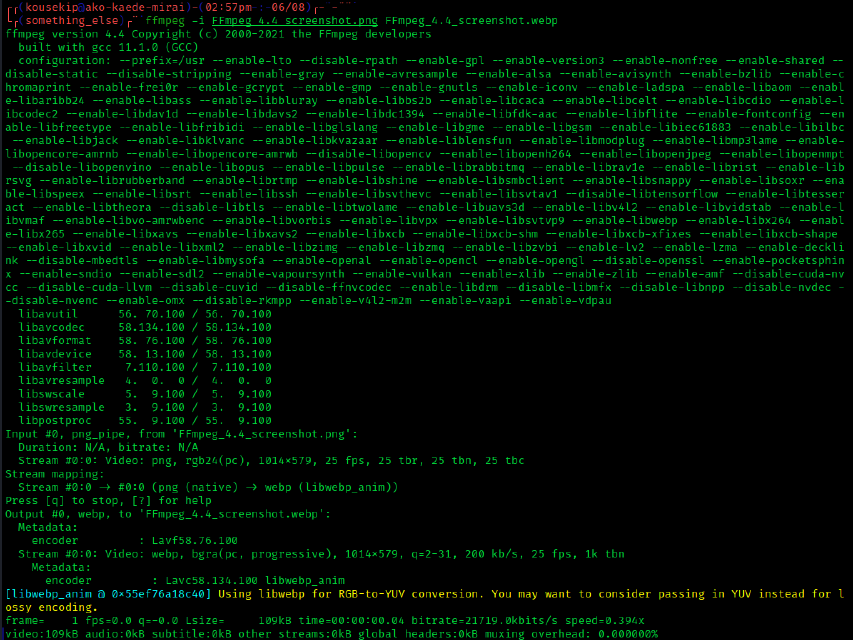 ┌┌(kousekip@ako-kaede-mirai)-(02:57pm-:-06/08)┌-¨-¨¨¨
└┌(something_else)┌¨¨ffmpeg -i FFmpeg_4.4_screenshot.png FFmpeg_4.4_screenshot.webp
ffmpeg version 4.4 Copyright (c) 2000-2021 the FFmpeg developers
  built with gcc 11.1.0 (GCC)
  configuration: --prefix=/usr --enable-lto --disable-rpath --enable-gpl --enable-version3 --enable-nonfree --enable-shared --
disable-static --disable-stripping --enable-gray --enable-avresample --enable-alsa --enable-avisynth --enable-bzlib --enable-c
hromaprint --enable-frei0r --enable-gcrypt --enable-gmp --enable-gnutls --enable-iconv --enable-ladspa --enable-libaom --enabl
e-libaribb24 --enable-libass --enable-libbluray --enable-libbs2b --enable-libcaca --enable-libcelt --enable-libcdio --enable-l
ibcodec2 --enable-libdav1d --enable-libdavs2 --enable-libdc1394 --enable-libfdk-aac --enable-libflite --enable-fontconfig --en
able-libfreetype --enable-libfribidi --enable-libglslang --enable-libgme --enable-libgsm --enable-libiec61883 --enable-libilbc
 --enable-libjack --enable-libklvanc --enable-libkvazaar --enable-liblensfun --enable-libmodplug --enable-libmp3lame --enable-
libopencore-amrnb --enable-libopencore-amrwb --disable-libopencv --enable-libopenh264 --enable-libopenjpeg --enable-libopenmpt
 --disable-libopenvino --enable-libopus --enable-libpulse --enable-librabbitmq --enable-librav1e --enable-librist --enable-lib
rsvg --enable-librubberband --enable-librtmp --enable-libshine --enable-libsmbclient --enable-libsnappy --enable-libsoxr --ena
ble-libspeex --enable-libsrt --enable-libssh --enable-libsvthevc --enable-libsvtav1 --disable-libtensorflow --enable-libtesser
act --enable-libtheora --disable-libtls --enable-libtwolame --enable-libuavs3d --enable-libv4l2 --enable-libvidstab --enable-l
ibvmaf --enable-libvo-amrwbenc --enable-libvorbis --enable-libvpx --enable-libsvtvp9 --enable-libwebp --enable-libx264 --enabl
e-libx265 --enable-libxavs --enable-libxavs2 --enable-libxcb --enable-libxcb-shm --enable-libxcb-xfixes --enable-libxcb-shape
--enable-libxvid --enable-libxml2 --enable-libzimg --enable-libzmq --enable-libzvbi --enable-lv2 --enable-lzma --enable-deckli
nk --disable-mbedtls --enable-libmysofa --enable-openal --enable-opencl --enable-opengl --disable-openssl --enable-pocketsphin
x --enable-sndio --enable-sdl2 --enable-vapoursynth --enable-vulkan --enable-xlib --enable-zlib --enable-amf --disable-cuda-nv
cc --disable-cuda-llvm --disable-cuvid --disable-ffnvcodec --enable-libdrm --disable-libmfx --disable-libnpp --disable-nvdec -
-disable-nvenc --enable-omx --disable-rkmpp --enable-v4l2-m2m --enable-vaapi --enable-vdpau
  libavutil      56. 70.100 / 56. 70.100
  libavcodec     58.134.100 / 58.134.100
  libavformat    58. 76.100 / 58. 76.100
  libavdevice    58. 13.100 / 58. 13.100
  libavfilter     7.110.100 /  7.110.100
  libavresample   4.  0.  0 /  4.  0.  0
  libswscale      5.  9.100 /  5.  9.100
  libswresample   3.  9.100 /  3.  9.100
  libpostproc    55.  9.100 / 55.  9.100
Input #0, png_pipe, from 'FFmpeg_4.4_screenshot.png':
  Duration: N/A, bitrate: N/A
  Stream #0:0: Video: png, rgb24(pc), 1014x579, 25 fps, 25 tbr, 25 tbn, 25 tbc
Stream mapping:
  Stream #0:0 -> #0:0 (png (native) -> webp (libwebp_anim))
Press [q] to stop, [?] for help
Output #0, webp, to 'FFmpeg_4.4_screenshot.webp':
  Metadata:
    encoder         : Lavf58.76.100
  Stream #0:0: Video: webp, bgra(pc, progressive), 1014x579, q=2-31, 200 kb/s, 25 fps, 1k tbn
    Metadata:
      encoder         : Lavc58.134.100 libwebp_anim
[libwebp_anim @ 0x55ef76a18c40] Using libwebp for RGB-to-YUV conversion. You may want to consider passing in YUV instead for l
ossy encoding.
frame=    1 fps=0.0 q=-0.0 Lsize=     109kB time=00:00:00.04 bitrate=21719.0kbits/s speed=0.394x
video:109kB audio:0kB subtitle:0kB other streams:0kB global headers:0kB muxing overhead: 0.000000%